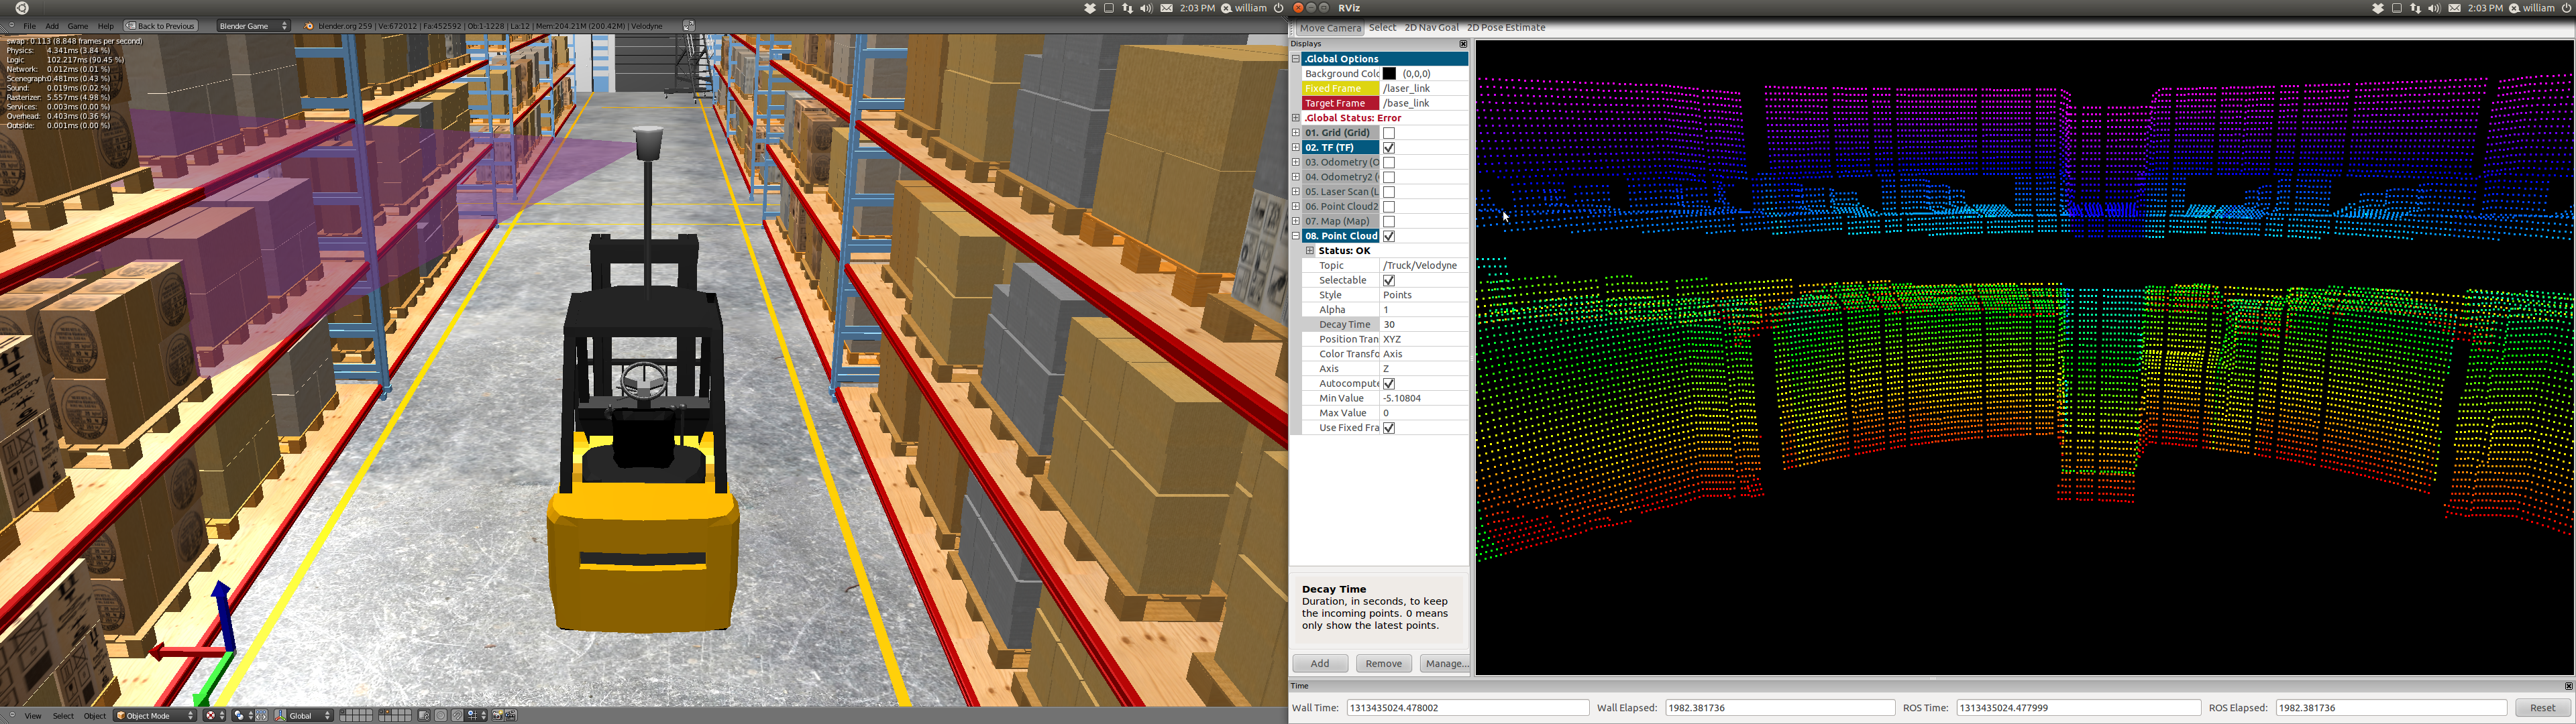 2:03 PM william
File Add Game Help Back to Previous Blender Game blender.org 259 | Ve:672012 | Fa:452592 | Ob:1-1228 | La:12 | Mem:204.21M (200.42M) | Velodyne
swap : 0.113 (8.848 frames per second)
Physics: 4.341ms (3.84 %)
Logic 102.217ms (90.45 %)
Network: 0.012ms (0.01 %)
Scenegraph:0.481ms (0.43 %)
Sound: 0.019ms (0.02 %)
Rasterizer: 5.557ms (4.98 %)
Services: 0.003ms (0.00 %)
Overhead: 0.403ms (0.36 %)
Outside: 0.001ms (0.00 %)
View Select Object Object Mode Global
RViz 2:03 PM william
Move Camera Select 2D Nav Goal 2D Pose Estimate
Displays
.Global Options
Background Colo (0,0,0)
Fixed Frame /laser_link
Target Frame /base_link
.Global Status: Error
01. Grid (Grid)
02. TF (TF)
03. Odometry (O
04. Odometry2 (
05. Laser Scan (L
06. Point Cloud2
07. Map (Map)
08. Point Cloud
Status: OK
Topic /Truck/Velodyne
Selectable
Style Points
Alpha 1
Decay Time 30
Position Tran XYZ
Color Transfo Axis
Axis Z
Autocompute
Min Value -5.10804
Max Value 0
Use Fixed Fra
Decay Time
Duration, in seconds, to keep
the incoming points. 0 means
only show the latest points.
Add Remove Manage...
Time
Wall Time: 1313435024.478002 Wall Elapsed: 1982.381736 ROS Time: 1313435024.477999 ROS Elapsed: 1982.381736 Reset